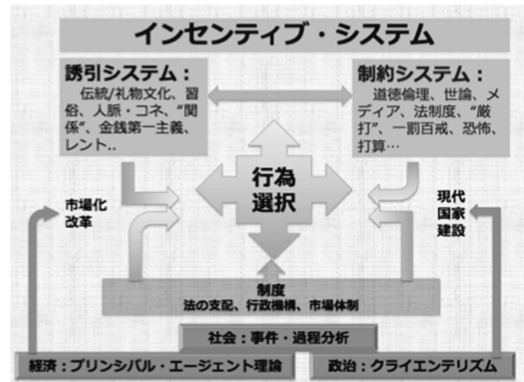 インセンティブ・システム
誘引システム：
伝統/礼物文化、習
俗、人脈・コネ、“関
係”、金銭第一主義、
レント..
制約システム：
道徳倫理、世論、メ
ディア、法制度、“厳
打”、一罰百戒、恐怖、
打算…
行為
選択
市場化
改革
現代
国家
建設
制度
法の支配、行政機構、市場体制
社会：事件・過程分析
経済：プリンシパル・エージェント理論
政治：クライエンテリズム